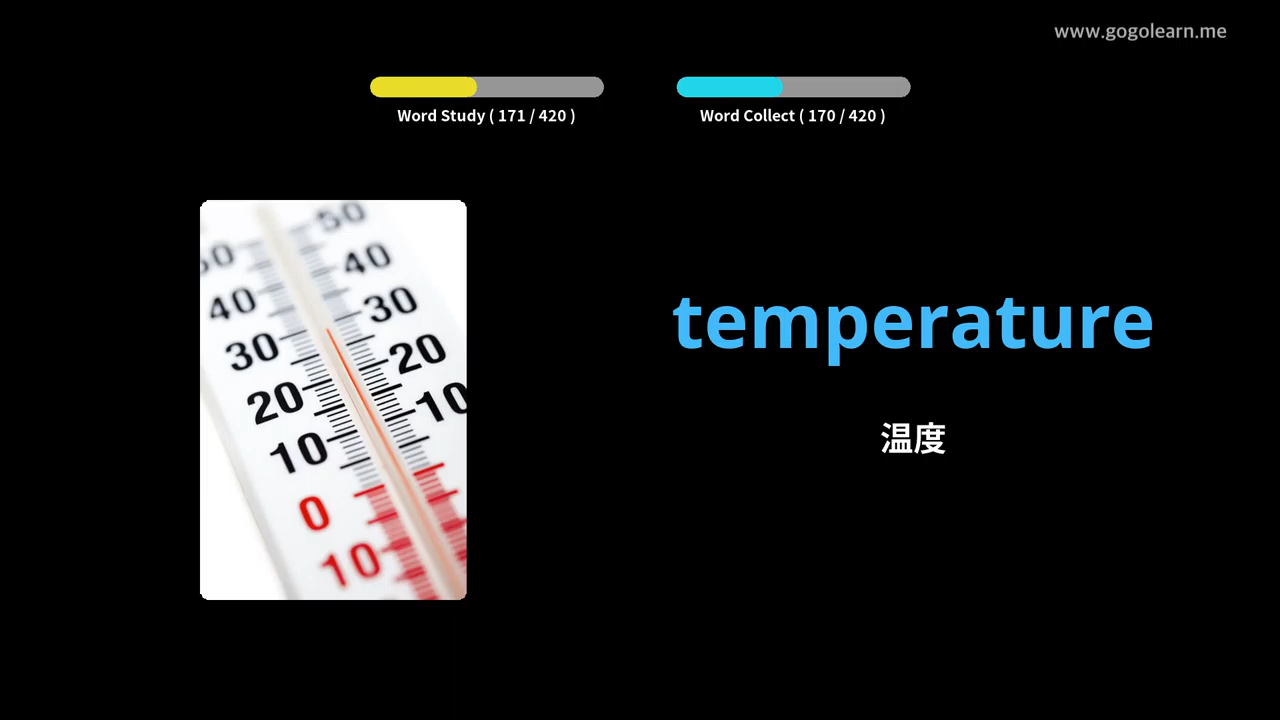 www.gogolearn.me
Word Study ( 171 / 420 )
Word Collect ( 170 / 420 )
50
50
40
40
30
30
20
20
10
10
0
10
temperature
温度